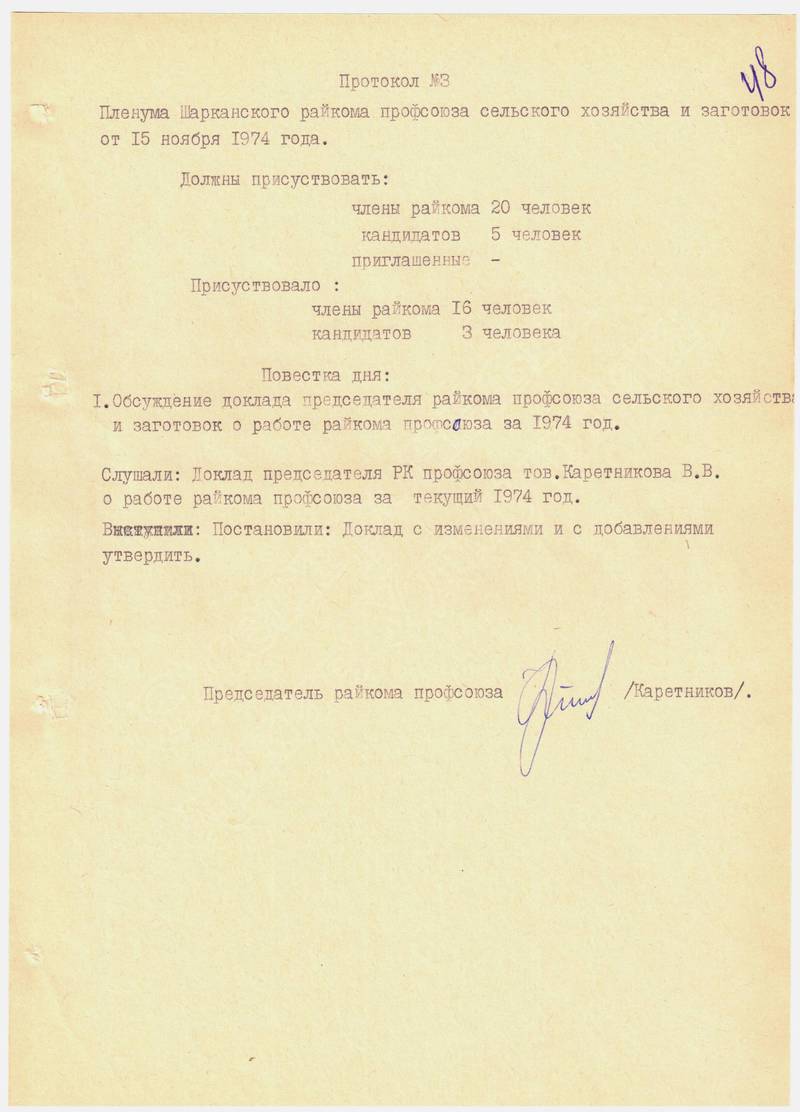 48
Протокол №3
Пленума Шарканского райкома профсоюза сельского хозяйства и заготовок
от 15 ноября 1974 года.
Должны присуствовать:
члены райкома 20 человек
кандидатов 5 человек
приглашенные -
Присуствовало :
члены райкома 16 человек
кандидатов 3 человека
Повестка дня:
1.Обсуждение доклада председателя райкома профсоюза сельского хозяйства
и заготовок о работе райкома профсоюза за 1974 год.
Слушали: Доклад председателя РК профсоюза тов.Каретникова В.В.
о работе райкома профсоюза за текущий 1974 год.
Постановили: Доклад с изменениями и с добавлениями
утвердить.
Председатель райкома профсоюза /Каретников/.